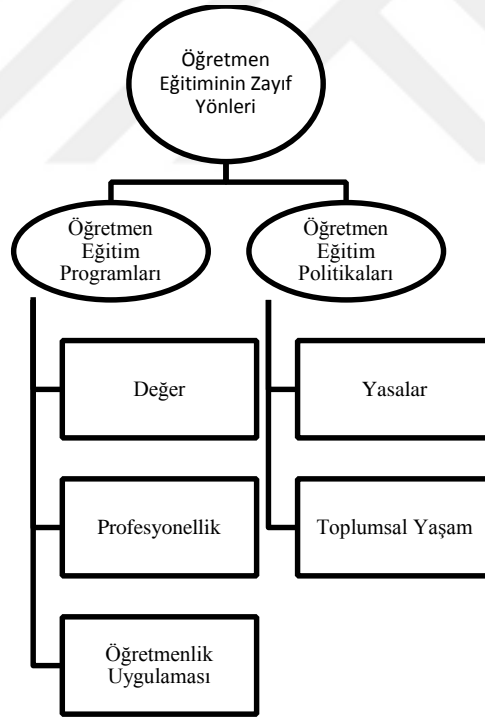 Öğretmen
Eğitiminin Zayıf
Yönleri
Öğretmen
Eğitim
Programları
Öğretmen
Eğitim
Politikaları
Değer
Yasalar
Profesyonellik
Toplumsal Yaşam
Öğretmenlik
Uygulaması